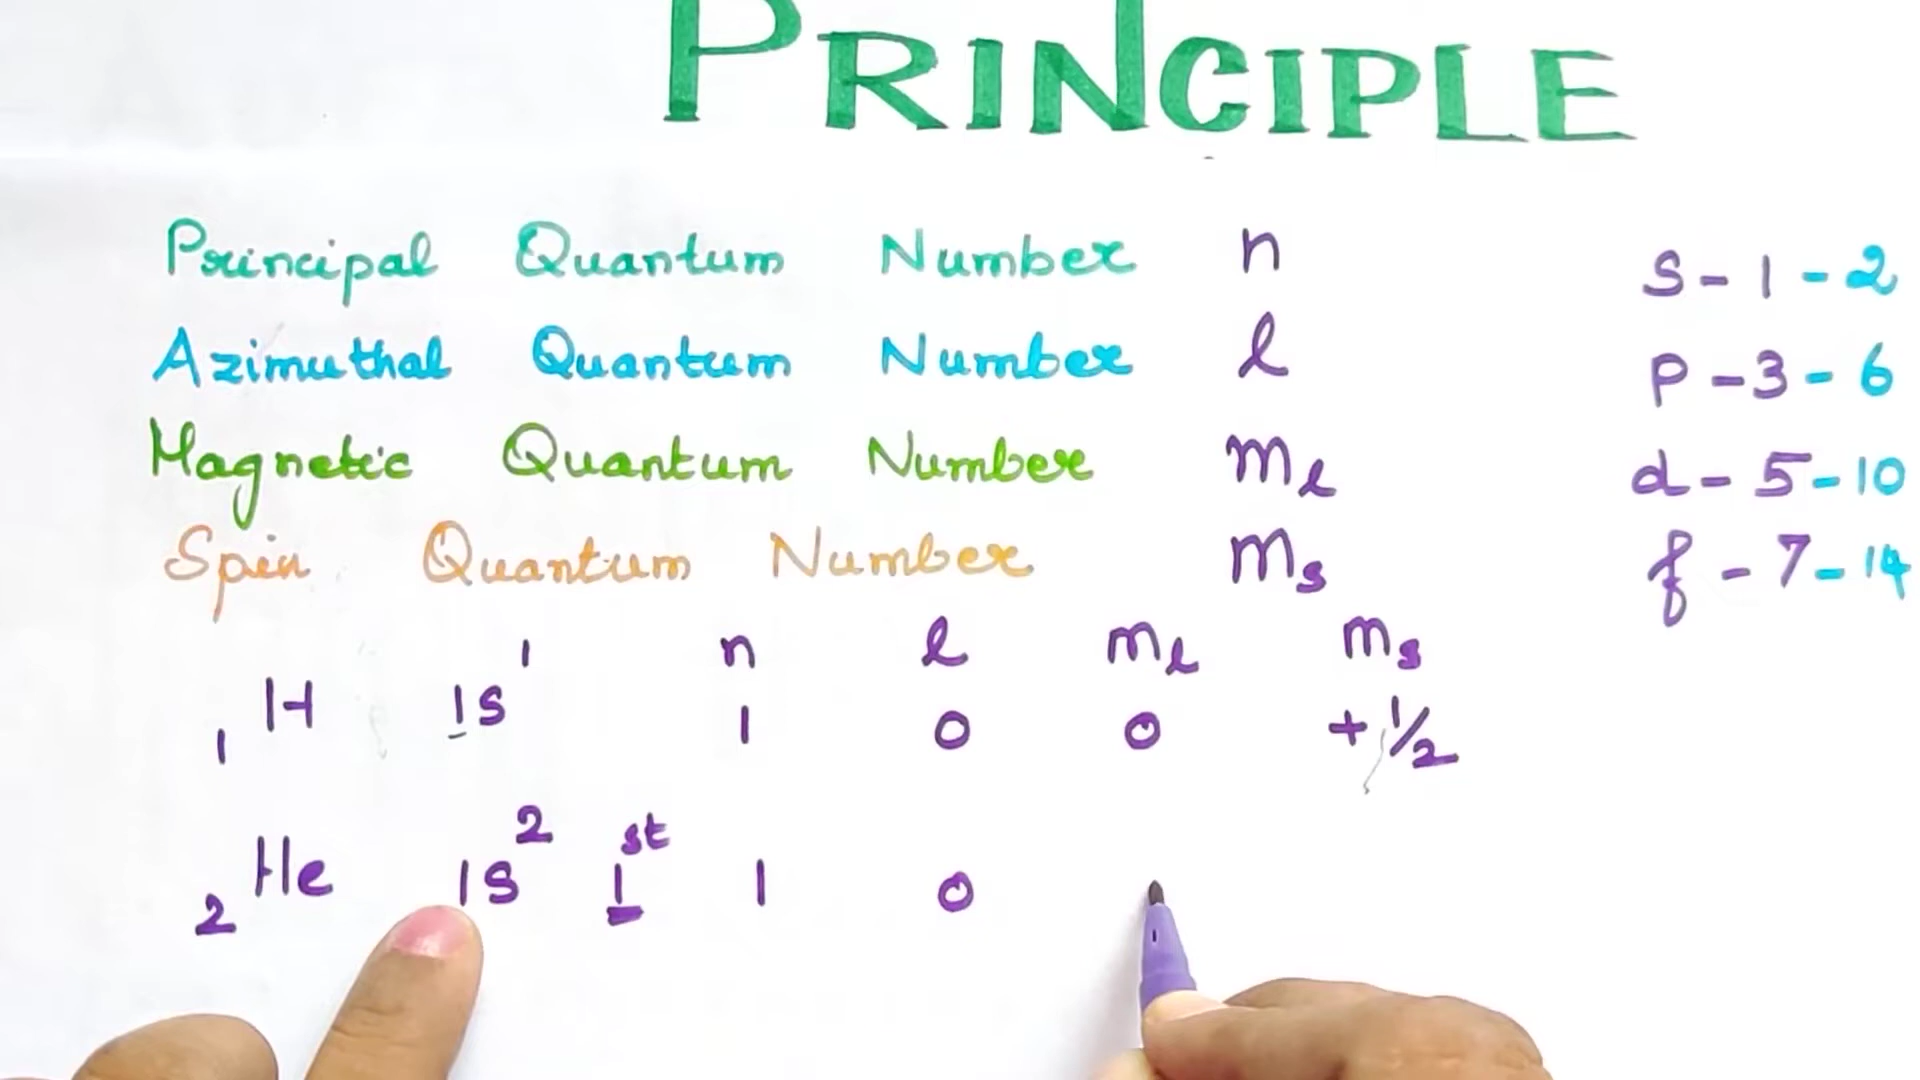 PRINCIPLE
Principal Quantum Number n
S - 1 - 2
Azimuthal Quantum Number l
P - 3 - 6
Magnetic Quantum Number mℓ
d - 5 - 10
Spin Quantum Number ms
f - 7 - 14
n l mℓ ms
₁H 1s¹ 1 0 0 + 1/2
₂He 1s² 1st 1 0